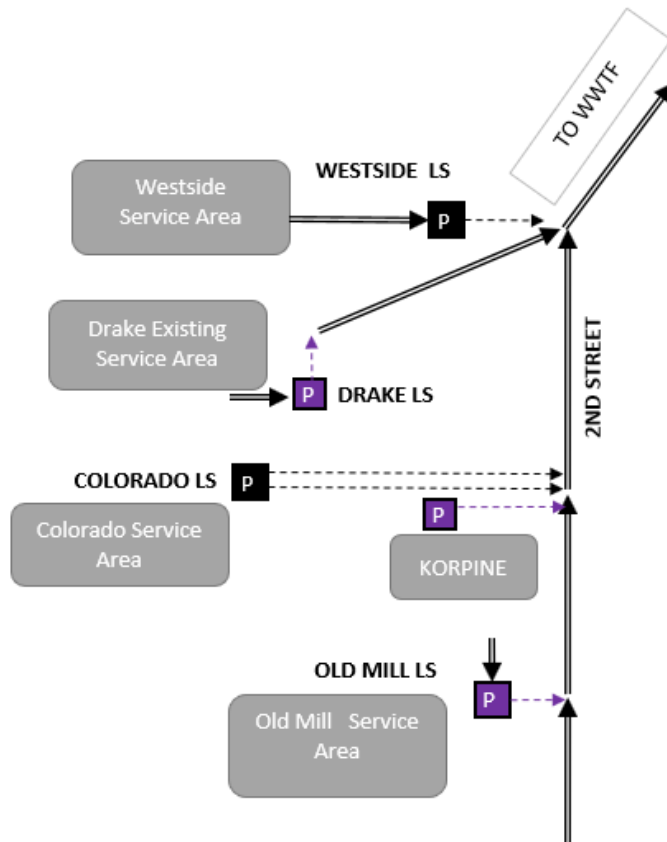 TO WWTF
WESTSIDE LS
Westside
Service Area
P
Drake Existing
Service Area
P
DRAKE LS
2ND STREET
COLORADO LS
P
Colorado Service
Area
P
KORPINE
OLD MILL LS
P
Old Mill Service
Area